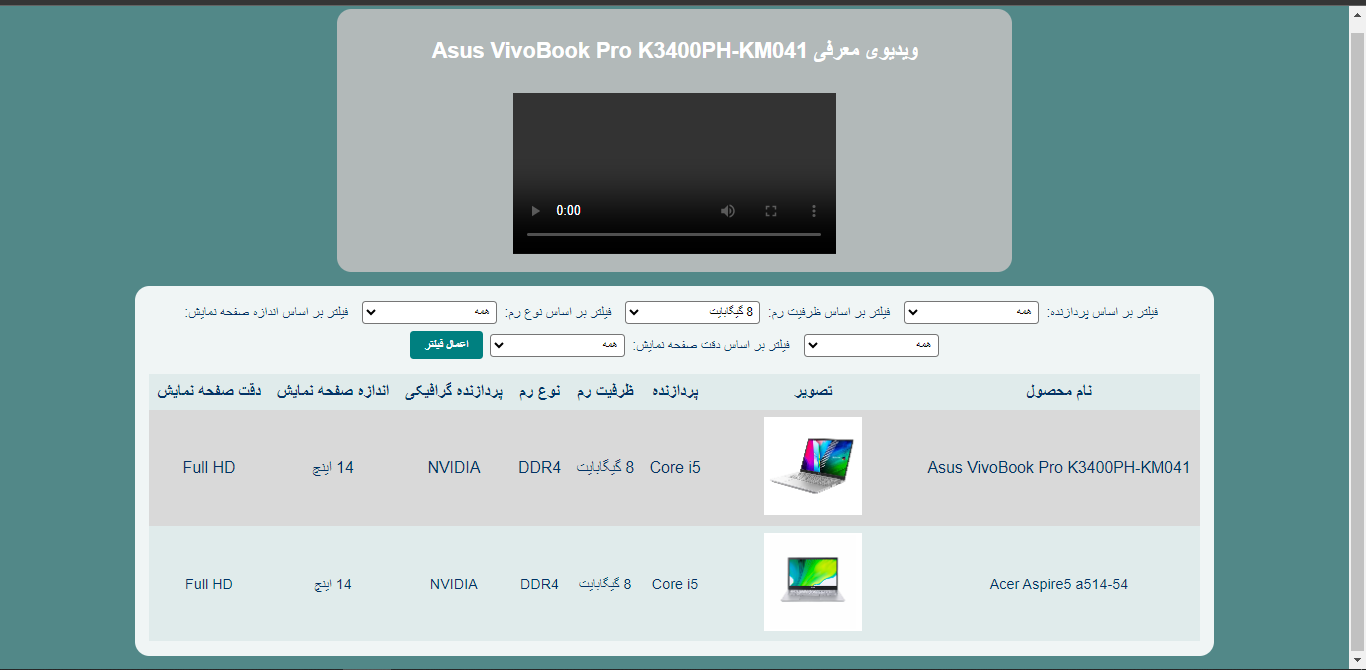 ویدیوی معرفی Asus VivoBook Pro K3400PH-KM041
0:00
فیلتر بر اساس پردازنده: همه فیلتر بر اساس ظرفیت رم: 8 گیگابایت فیلتر بر اساس نوع رم: همه فیلتر بر اساس اندازه صفحه نمایش:
همه فیلتر بر اساس دقت صفحه نمایش: همه اعمال فیلتر
نام محصول تصویر پردازنده ظرفیت رم نوع رم پردازنده گرافیکی اندازه صفحه نمایش دقت صفحه نمایش
Asus VivoBook Pro K3400PH-KM041 Core i5 8 گیگابایت DDR4 NVIDIA 14 اینچ Full HD
Acer Aspire5 a514-54 Core i5 8 گیگابایت DDR4 NVIDIA 14 اینچ Full HD